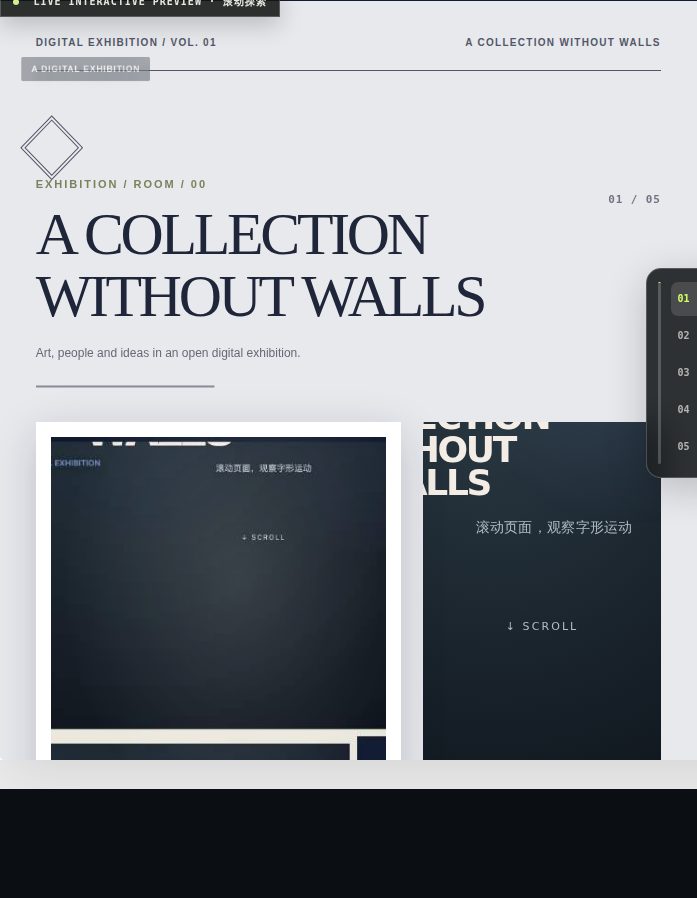 LIVE INTERACTIVE PREVIEW · 滚动探索
DIGITAL EXHIBITION / VOL. 01
A COLLECTION WITHOUT WALLS
A DIGITAL EXHIBITION
EXHIBITION / ROOM / 00
01 / 05
A COLLECTION
WITHOUT WALLS
01
02
03
04
05
Art, people and ideas in an open digital exhibition.
WALLS
EXHIBITION
滚动页面，观察字形运动
↓ SCROLL
ECTION
HOUT
ALLS
滚动页面，观察字形运动
↓ SCROLL